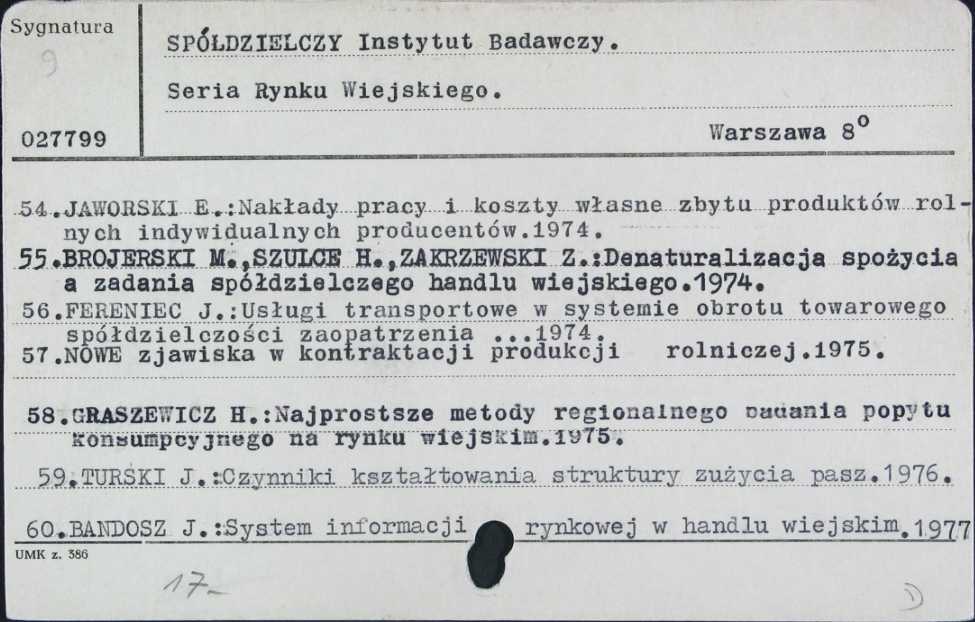 Sygnatura
9
SPÓŁDZIELCZY Instytut Badawczy.
Seria Rynku Wiejskiego.
027799
Warszawa 8º
54.JAWORSKI E.:Nakłady pracy i koszty własne zbytu produktów rol-
nych indywidualnych producentów.1974.
55.BROJERSKI M.,SZULCE H.,ZAKRZEWSKI Z.:Denaturalizacja spożycia
a zadania spółdzielczego handlu wiejskiego.1974.
56.FERENIEC J.:Usługi transportowe w systemie obrotu towarowego
spółdzielczości zaopatrzenia ...1974.
57.NOWE zjawiska w kontraktacji produkcji rolniczej.1975.
58.GRASZEWICZ H.:Najprostsze metody regionalnego badania popytu
konsumpcyjnego na rynku wiejskim.1975.
59.TURSKI J.:Czynniki kształtowania struktury zużycia pasz.1976.
60.BANDOSZ J.:System informacji rynkowej w handlu wiejskim.1977
UMK z. 386
17-